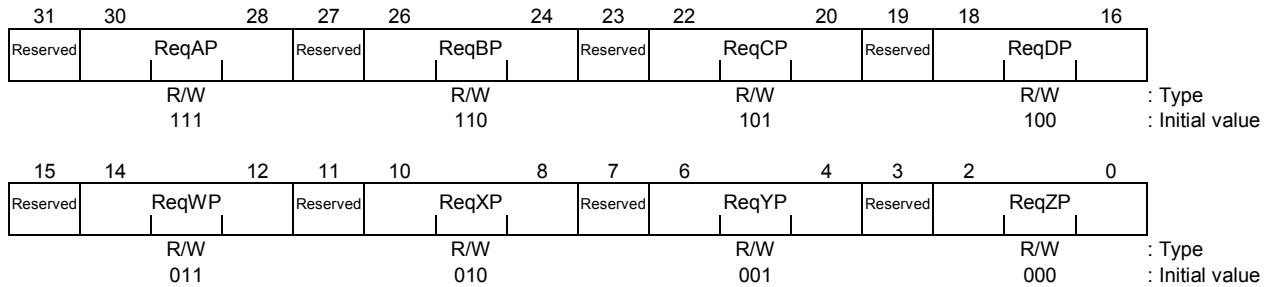 31 30 28 27 26 24 23 22 20 19 18 16
Reserved ReqAP Reserved ReqBP Reserved ReqCP Reserved ReqDP
R/W R/W R/W R/W : Type
111 110 101 100 : Initial value
15 14 12 11 10 8 7 6 4 3 2 0
Reserved ReqWP Reserved ReqXP Reserved ReqYP Reserved ReqZP
R/W R/W R/W R/W : Type
011 010 001 000 : Initial value